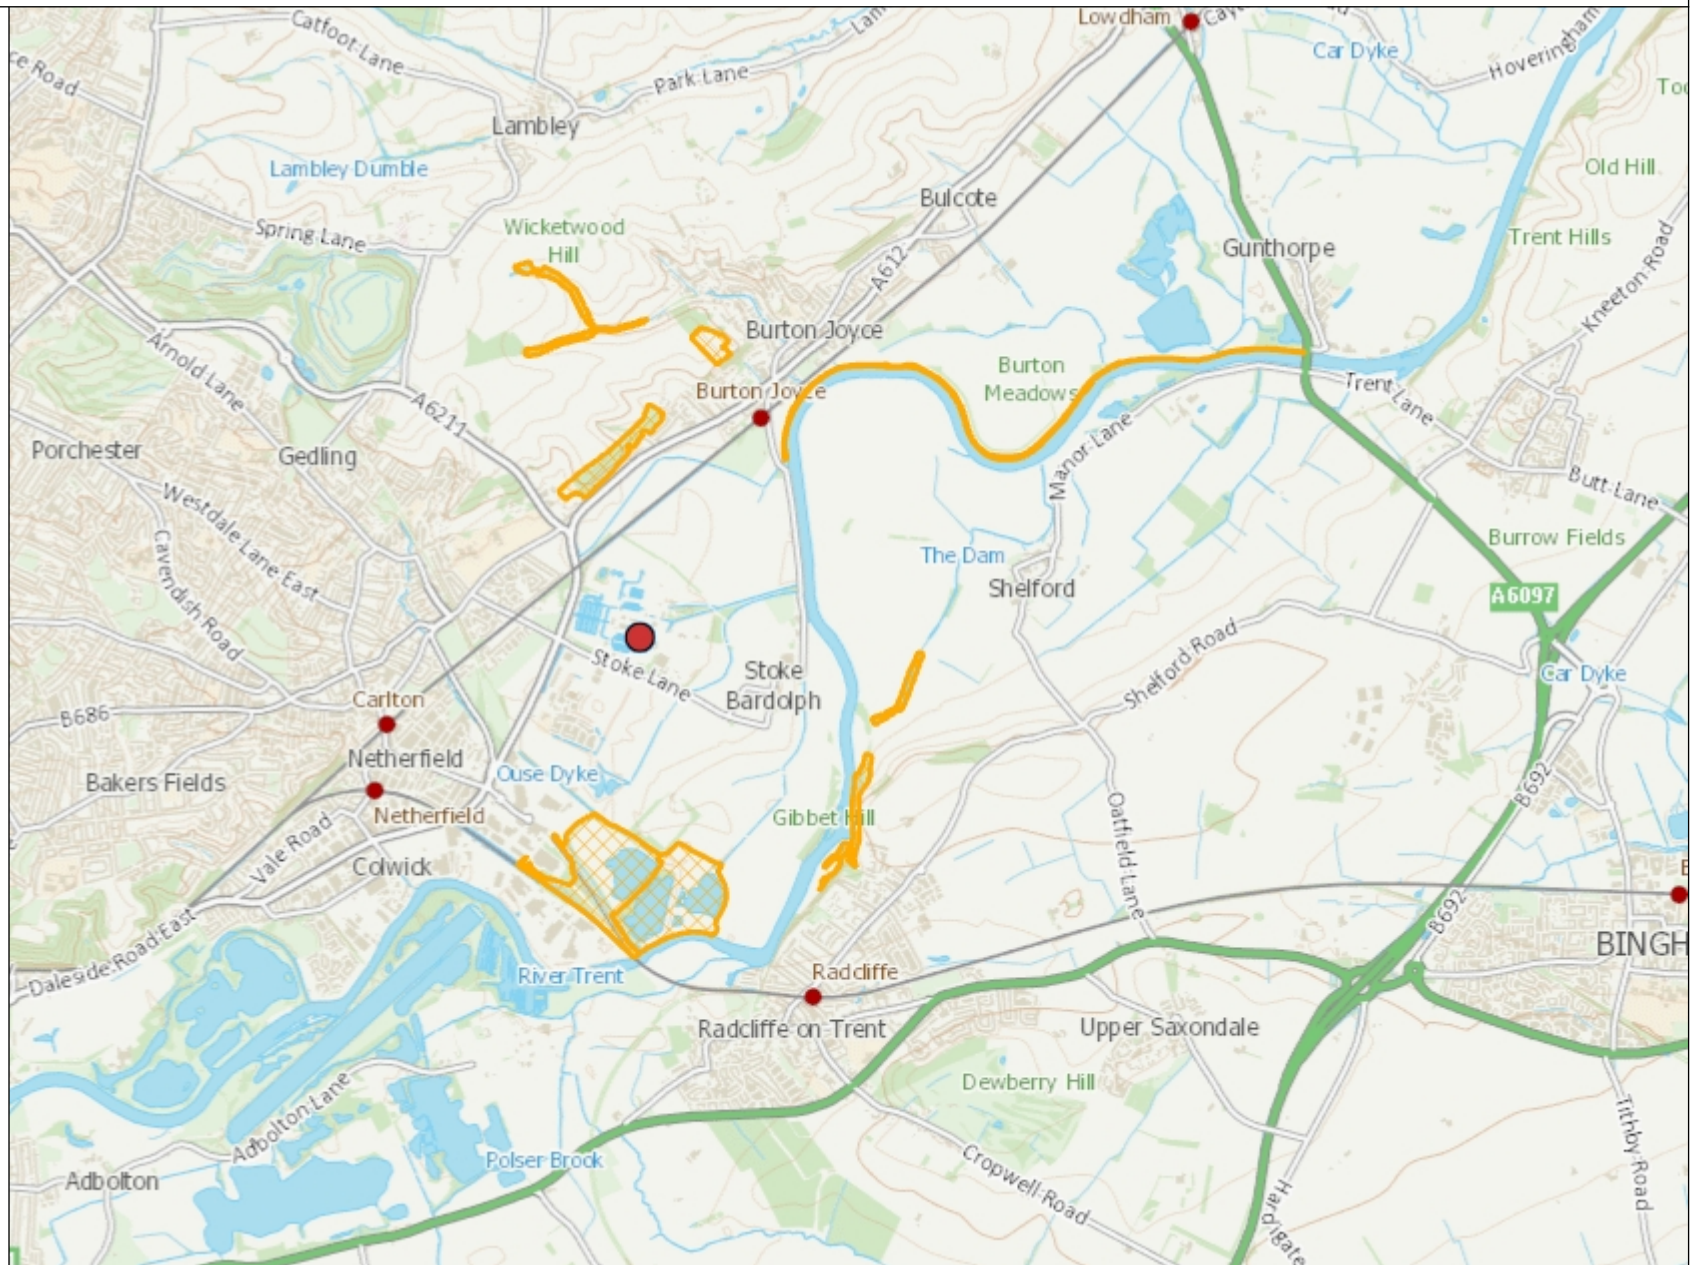 Lowdham
Catfoot Lane
Car Dyke
Hoveringham
Park Lane
Lambley
Lambley Dumble
Old Hill
Bulcote
Spring Lane
Wicketwood
Hill
Trent Hills
Gunthorpe
A612
Kneeton Road
Burton Joyce
Arnold Lane
Burton
Meadows
Burton Joyce
Trent Lane
A6211
Manor Lane
Porchester
Gedling
Butt Lane
Westdale Lane East
Burrow Fields
The Dam
Cavendish Road
Shelford
A6097
Stoke Lane
Stoke
Bardolph
Shelford Road
Car Dyke
Carlton
B686
Netherfield
Ouse Dyke
Bakers Fields
B692
Netherfield
Gibbet Hill
Vale Road
Oatfield Lane
Colwick
B692
Daleside Road East
BINGH
River Trent
Radcliffe
Radcliffe on Trent
Upper Saxondale
Dewberry Hill
Adbolton Lane
Tithby Road
Polser Brook
Adbolton
Cropwell Road
Hardigate